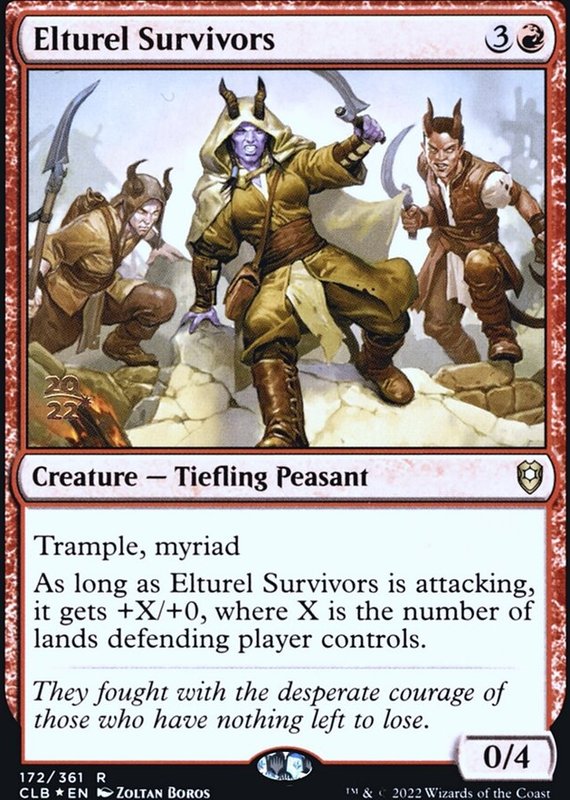 Elturel Survivors 3
20
22
Creature — Tiefling Peasant
Trample, myriad
As long as Elturel Survivors is attacking,
it gets +X/+0, where X is the number of
lands defending player controls.
They fought with the desperate courage of
those who have nothing left to lose.
0/4
172/361 R
CLB★EN Zoltan Boros
™ & © 2022 Wizards of the Coast